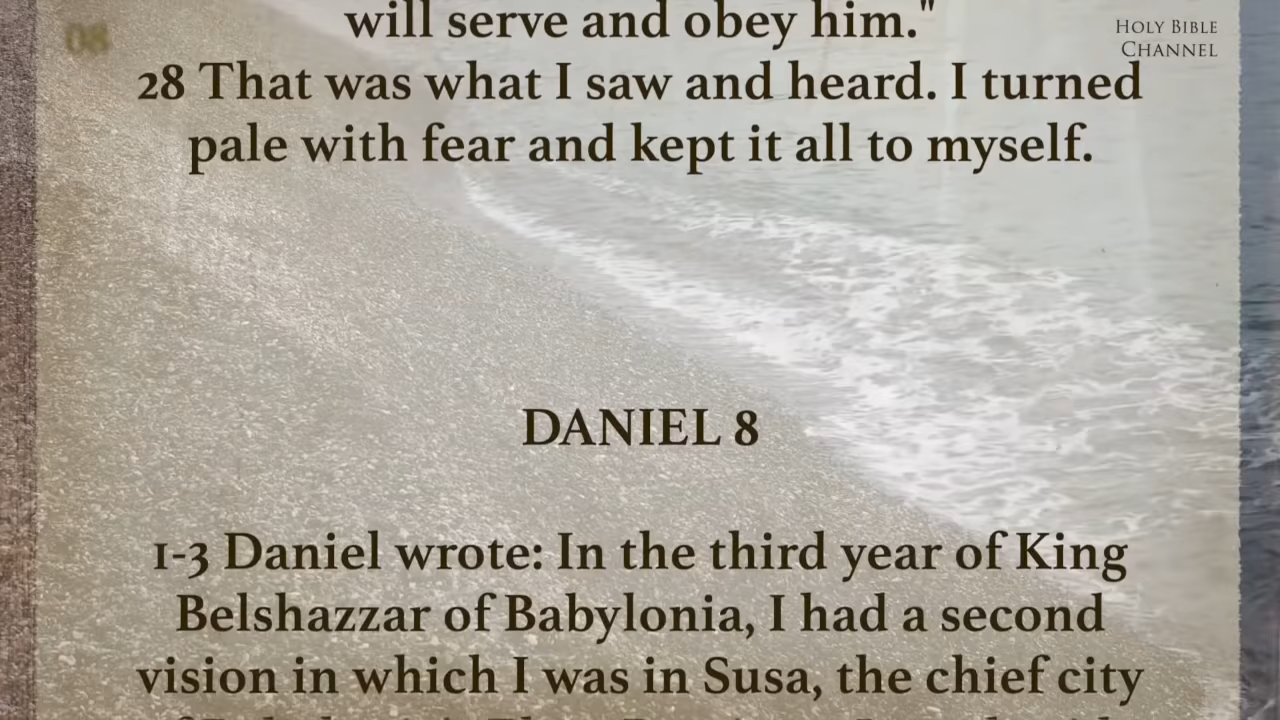 will serve and obey him."
HOLY BIBLE
CHANNEL
28 That was what I saw and heard. I turned
pale with fear and kept it all to myself.
DANIEL 8
1-3 Daniel wrote: In the third year of King
Belshazzar of Babylonia, I had a second
vision in which I was in Susa, the chief city